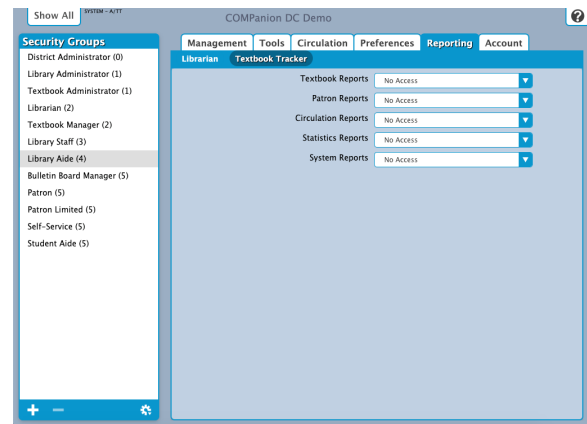 Show All
SYSTEM - A/TT
COMPanion DC Demo
?
Security Groups
District Administrator (0)
Library Administrator (1)
Textbook Administrator (1)
Librarian (2)
Textbook Manager (2)
Library Staff (3)
Library Aide (4)
Bulletin Board Manager (5)
Patron (5)
Patron Limited (5)
Self-Service (5)
Student Aide (5)
Management Tools Circulation Preferences Reporting Account
Librarian Textbook Tracker
Textbook Reports No Access
Patron Reports No Access
Circulation Reports No Access
Statistics Reports No Access
System Reports No Access